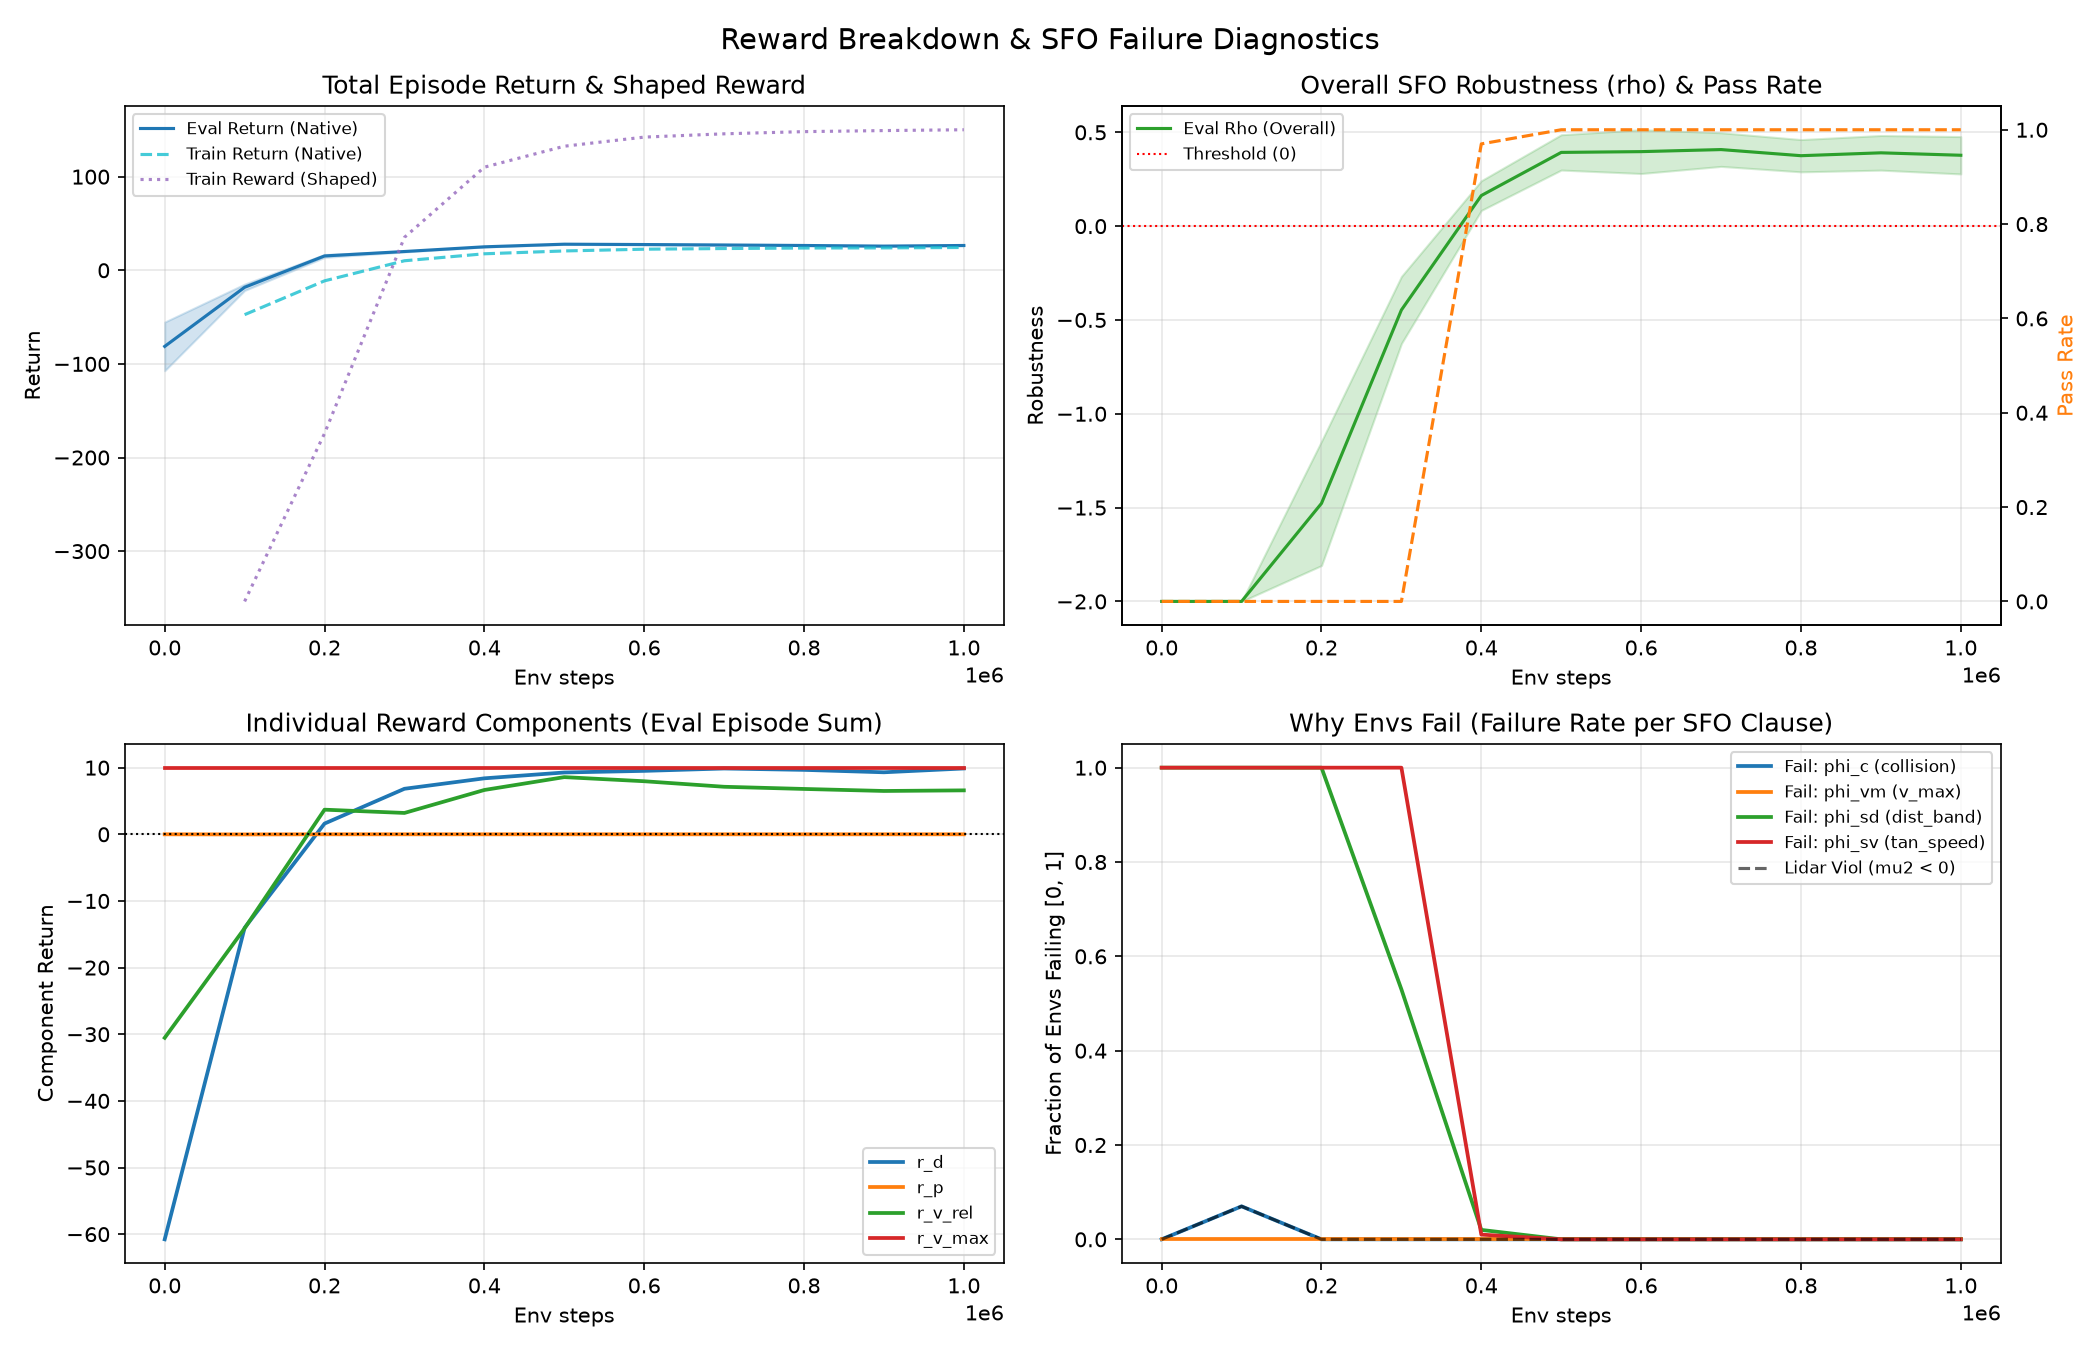 Reward Breakdown & SFO Failure Diagnostics
Total Episode Return & Shaped Reward
Eval Return (Native)
Train Return (Native)
Train Reward (Shaped)
Return
100
0
−100
−200
−300
0.0 0.2 0.4 0.6 0.8 1.0
1e6
Env steps
Overall SFO Robustness (rho) & Pass Rate
Eval Rho (Overall)
Threshold (0)
Robustness
0.5
0.0
−0.5
−1.0
−1.5
−2.0
1.0
0.8
0.6
0.4
0.2
0.0
Pass Rate
0.0 0.2 0.4 0.6 0.8 1.0
1e6
Env steps
Individual Reward Components (Eval Episode Sum)
Component Return
10
0
−10
−20
−30
−40
−50
−60
r_d
r_p
r_v_rel
r_v_max
0.0 0.2 0.4 0.6 0.8 1.0
1e6
Env steps
Why Envs Fail (Failure Rate per SFO Clause)
Fail: phi_c (collision)
Fail: phi_vm (v_max)
Fail: phi_sd (dist_band)
Fail: phi_sv (tan_speed)
Lidar Viol (mu2 < 0)
Fraction of Envs Failing [0, 1]
1.0
0.8
0.6
0.4
0.2
0.0
0.0 0.2 0.4 0.6 0.8 1.0
1e6
Env steps